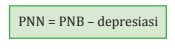 PNN = PNB – depresiasi